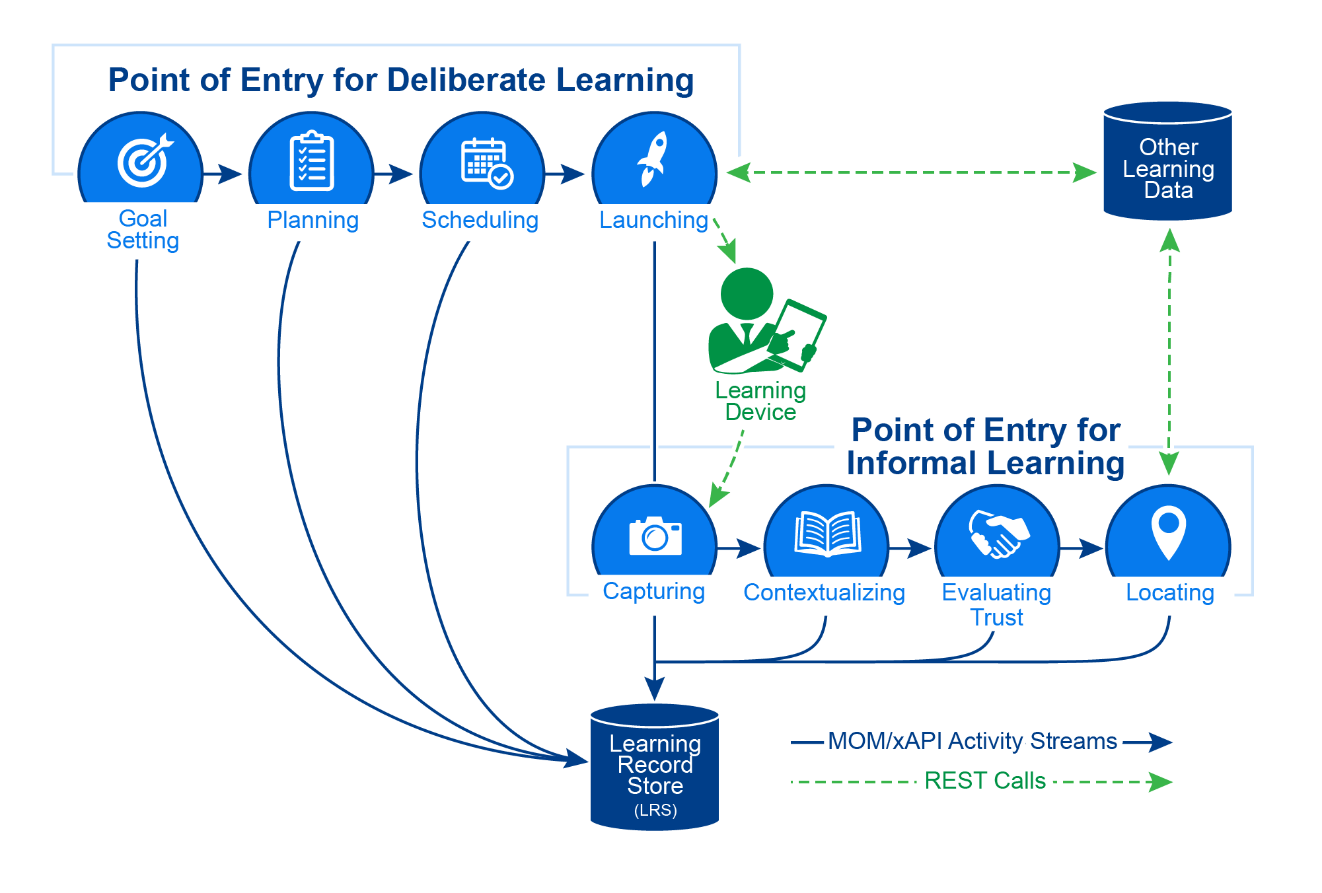 Point of Entry for Deliberate Learning
Goal
Setting
Planning
Scheduling
Launching
Other
Learning
Data
Learning
Device
Point of Entry for
Informal Learning
Capturing
Contextualizing
Evaluating
Trust
Locating
Learning
Record
Store
(LRS)
MOM/xAPI Activity Streams
REST Calls